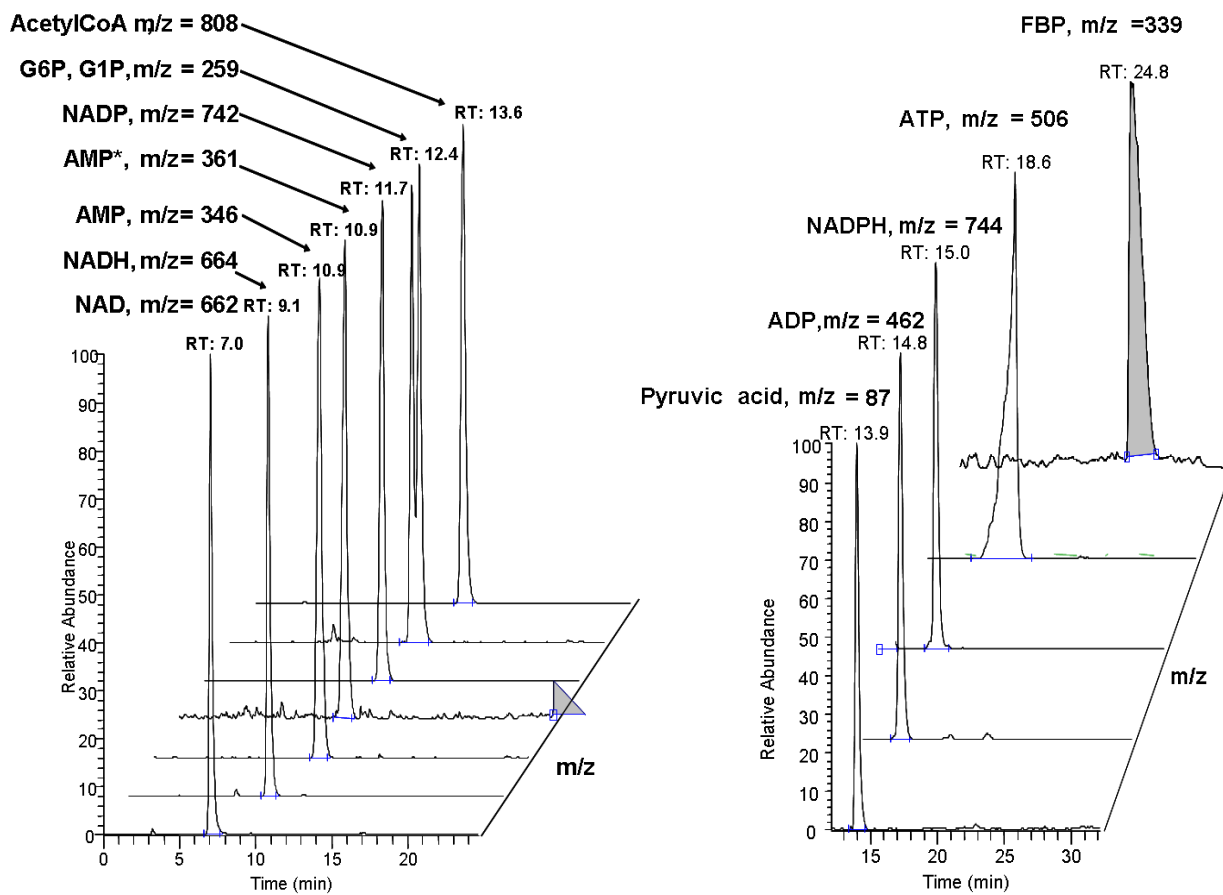 AcetylCoA m/z = 808
G6P, G1P,m/z = 259
NADP, m/z= 742
AMP*, m/z = 361
AMP, m/z= 346
NADH, m/z= 664
NAD, m/z= 662
RT: 13.6
RT: 12.4
RT: 11.7
RT: 10.9
RT: 10.9
RT: 9.1
RT: 7.0
100
90
80
70
60
50
40
30
20
10
0
Relative Abundance
0 5 10 15 20
Time (min)
m/z
FBP, m/z =339
RT: 24.8
ATP, m/z = 506
RT: 18.6
NADPH, m/z= 744
RT: 15.0
ADP,m/z= 462
RT: 14.8
Pyruvic acid, m/z = 87
RT: 13.9
100
90
80
70
60
50
40
30
20
10
0
Relative Abundance
15 20 25 30
Time (min)
m/z